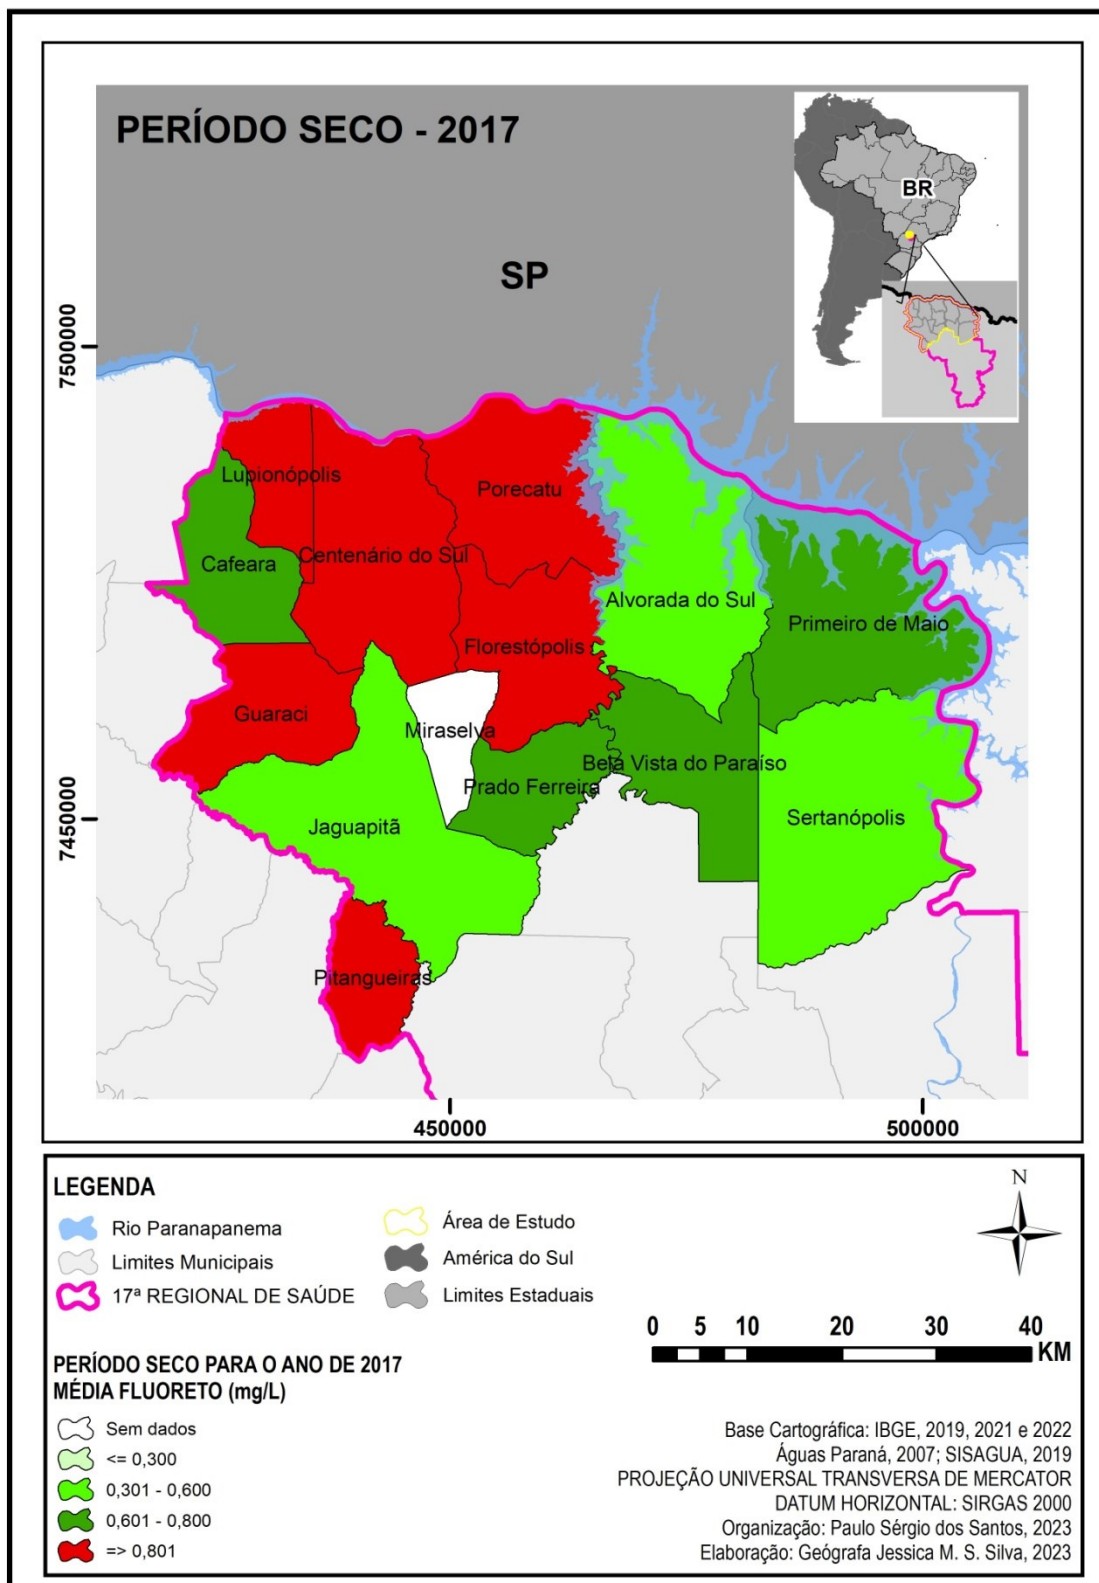 PERÍODO SECO - 2017
BR
SP
7500000
7450000
Lupionópolis
Porecatu
Centenário do Sul
Cafeara
Alvorada do Sul
Primeiro de Maio
Florestópolis
Guaraci
Miraselva
Bela Vista do Paraíso
Prado Ferreira
Sertanópolis
Jaguapitã
Pitangueiras
450000
500000
LEGENDA
Rio Paranapanema
Limites Municipais
17ª REGIONAL DE SAÚDE
Área de Estudo
América do Sul
Limites Estaduais
N
0 5 10 20 30 40
KM
PERÍODO SECO PARA O ANO DE 2017
MÉDIA FLUORETO (mg/L)
Sem dados
<= 0,300
0,301 - 0,600
0,601 - 0,800
=> 0,801
Base Cartográfica: IBGE, 2019, 2021 e 2022
Águas Paraná, 2007; SISAGUA, 2019
PROJEÇÃO UNIVERSAL TRANSVERSA DE MERCATOR
DATUM HORIZONTAL: SIRGAS 2000
Organização: Paulo Sérgio dos Santos, 2023
Elaboração: Geógrafa Jessica M. S. Silva, 2023